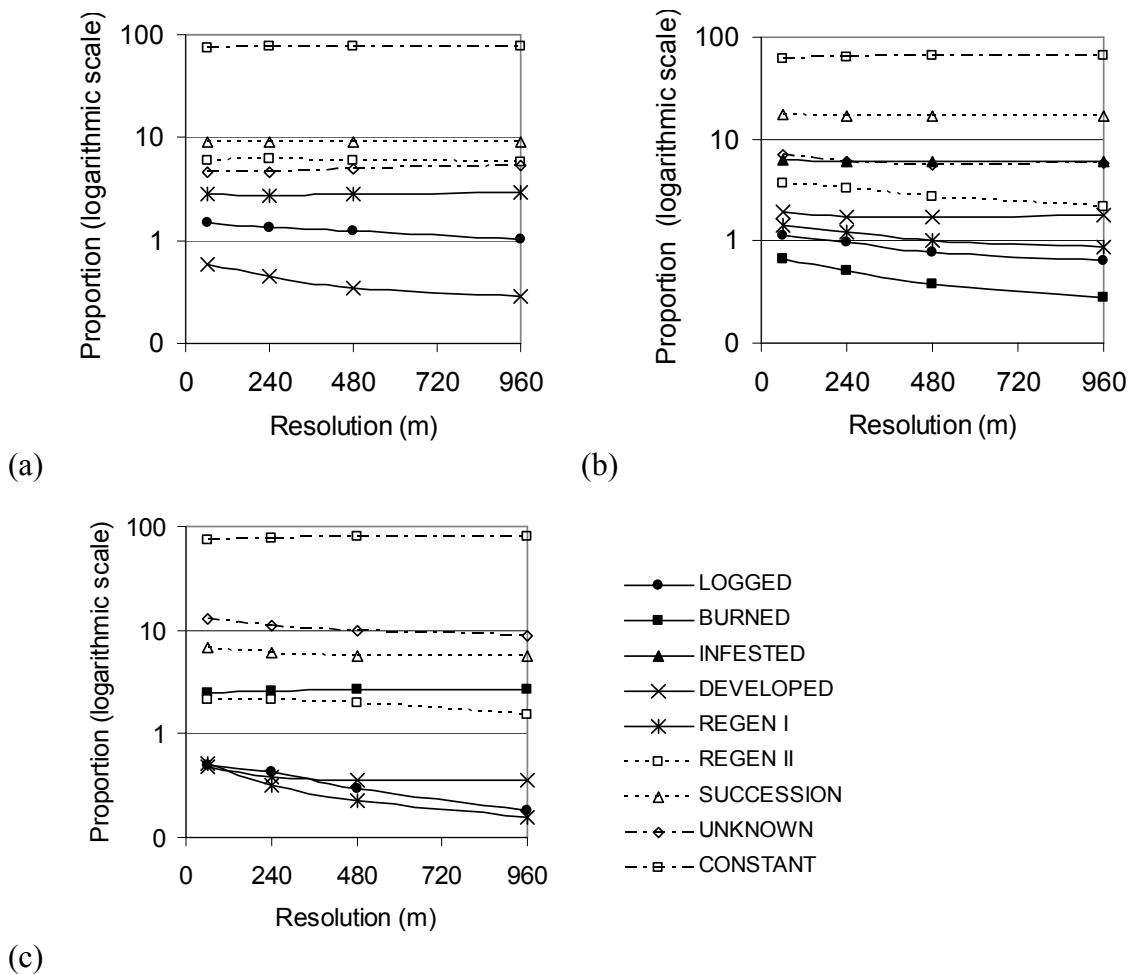 Proportion (logarithmic scale)
100
10
1
0
0 240 480 720 960
Resolution (m)
(a)
Proportion (logarithmic scale)
100
10
1
0
0 240 480 720 960
Resolution (m)
(b)
Proportion (logarithmic scale)
100
10
1
0
0 240 480 720 960
Resolution (m)
(c)
LOGGED
BURNED
INFESTED
DEVELOPED
REGEN I
REGEN II
SUCCESSION
UNKNOWN
CONSTANT